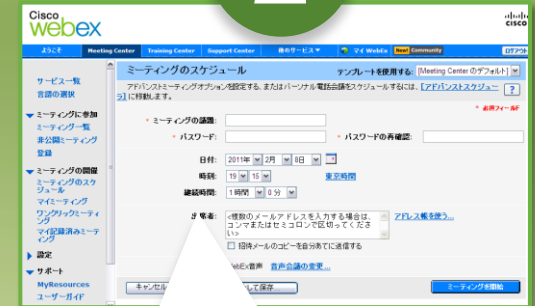 Cisco
webex
cisco
ようこそ Meeting Center Training Center Support Center 他のサービス マイ WebEx New! Community ログアウト
サービス一覧
言語の選択
ミーティングに参加
ミーティング一覧
非公開ミーティング
登録
ミーティングの開催
ミーティングのスケジュール
マイミーティング
ワンクリックミーティング
マイ記録済みミーティング
設定
サポート
MyResources
ユーザーガイド
ミーティングのスケジュール テンプレートを使用する: [Meeting Center のデフォルト]
アドバンストミーティングオプションを設定する、またはパーソナル電話会議をスケジュールするには、[アドバンストスケジューラ]に移動します。
* 必須フィールド
* ミーティングの議題:
* パスワード: * パスワードの再確認:
日付: 2011年 2月 8日
時刻: 19 15 東京時間
継続時間: 1 時間 0 分
出席者: <複数のメールアドレスを入力する場合は、
コンマまたはセミコロンで区切ってください> アドレス帳を使う...
招待メールのコピーを自分あてに送信する
WebEx音声 音声会議の変更...
キャンセル して保存... ミーティングを開始